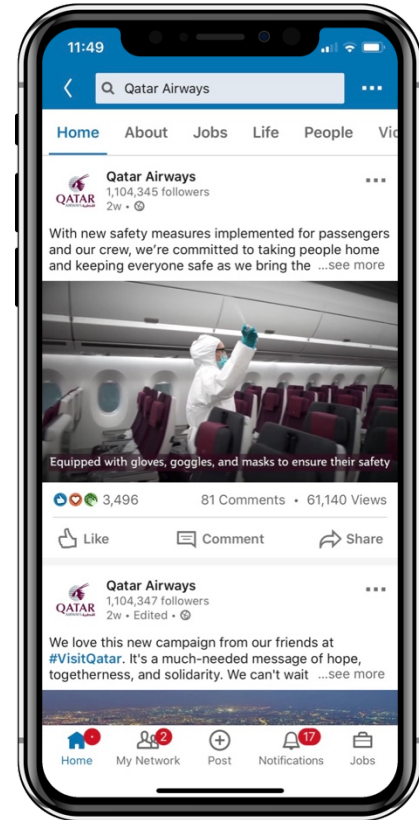 11:49
Qatar Airways
Home About Jobs Life People Vi
QATAR
Qatar Airways
1,104,345 followers
2w •
With new safety measures implemented for passengers
and our crew, we're committed to taking people home
and keeping everyone safe as we bring the ...see more
Equipped with gloves, goggles, and masks to ensure their safety
3,496 81 Comments • 61,140 Views
Like Comment Share
QATAR
Qatar Airways
1,104,347 followers
2w • Edited •
We love this new campaign from our friends at
#VisitQatar. It's a much-needed message of hope,
togetherness, and solidarity. We can't wait ...see more
2 17
Home My Network Post Notifications Jobs